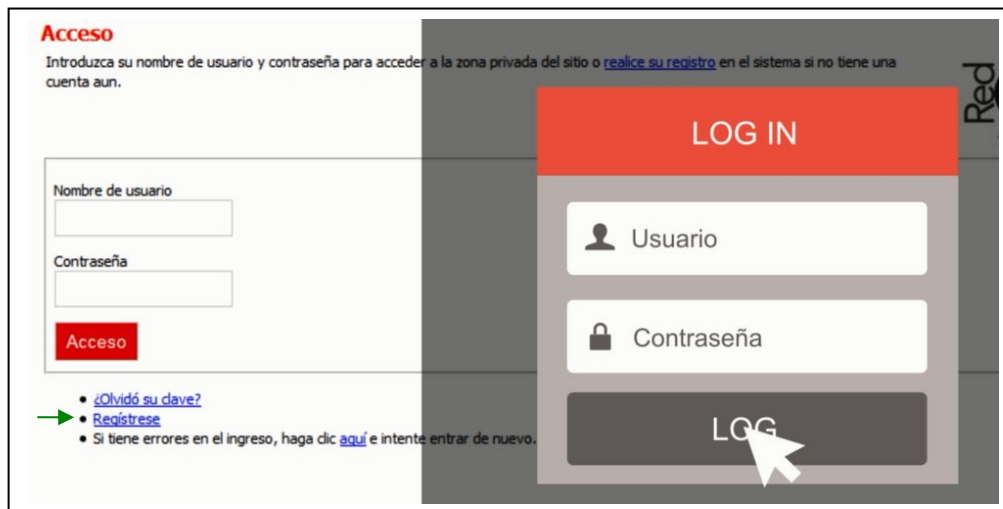 Acceso
Introduzca su nombre de usuario y contraseña para acceder a la zona privada del sitio o realice su registro en el sistema si no tiene una
cuenta aun.
Red
LOG IN
Nombre de usuario
Usuario
Contraseña
Contraseña
Acceso
¿Olvidó su clave?
Regístrese
Si tiene errores en el ingreso, haga clic aquí e intente entrar de nuevo.
LOG